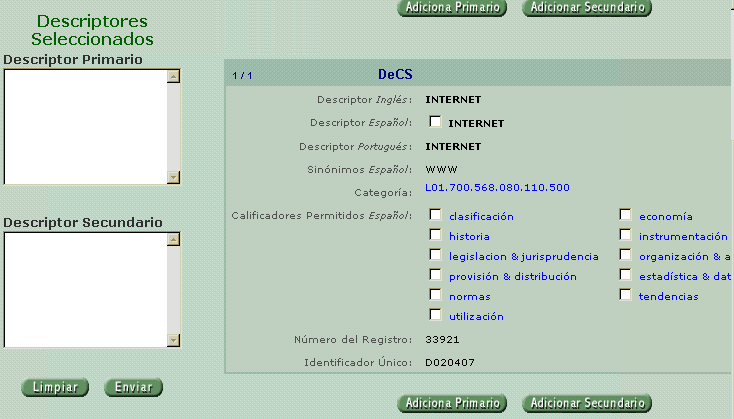 Adiciona Primario Adicionar Secundario
Descriptores
Seleccionados
Descriptor Primario
Descriptor Secundario
Limpiar Enviar
1 / 1 DeCS
Descriptor Inglés: INTERNET
Descriptor Español: INTERNET
Descriptor Portugués: INTERNET
Sinónimos Español: WWW
Categoría: L01.700.568.080.110.500
Calificadores Permitidos Español: clasificación economía
historia instrumentación
legislacion & jurisprudencia organización & a
provisión & distribución estadística & dat
normas tendencias
utilización
Número del Registro: 33921
Identificador Único: D020407
Adiciona Primario Adicionar Secundario